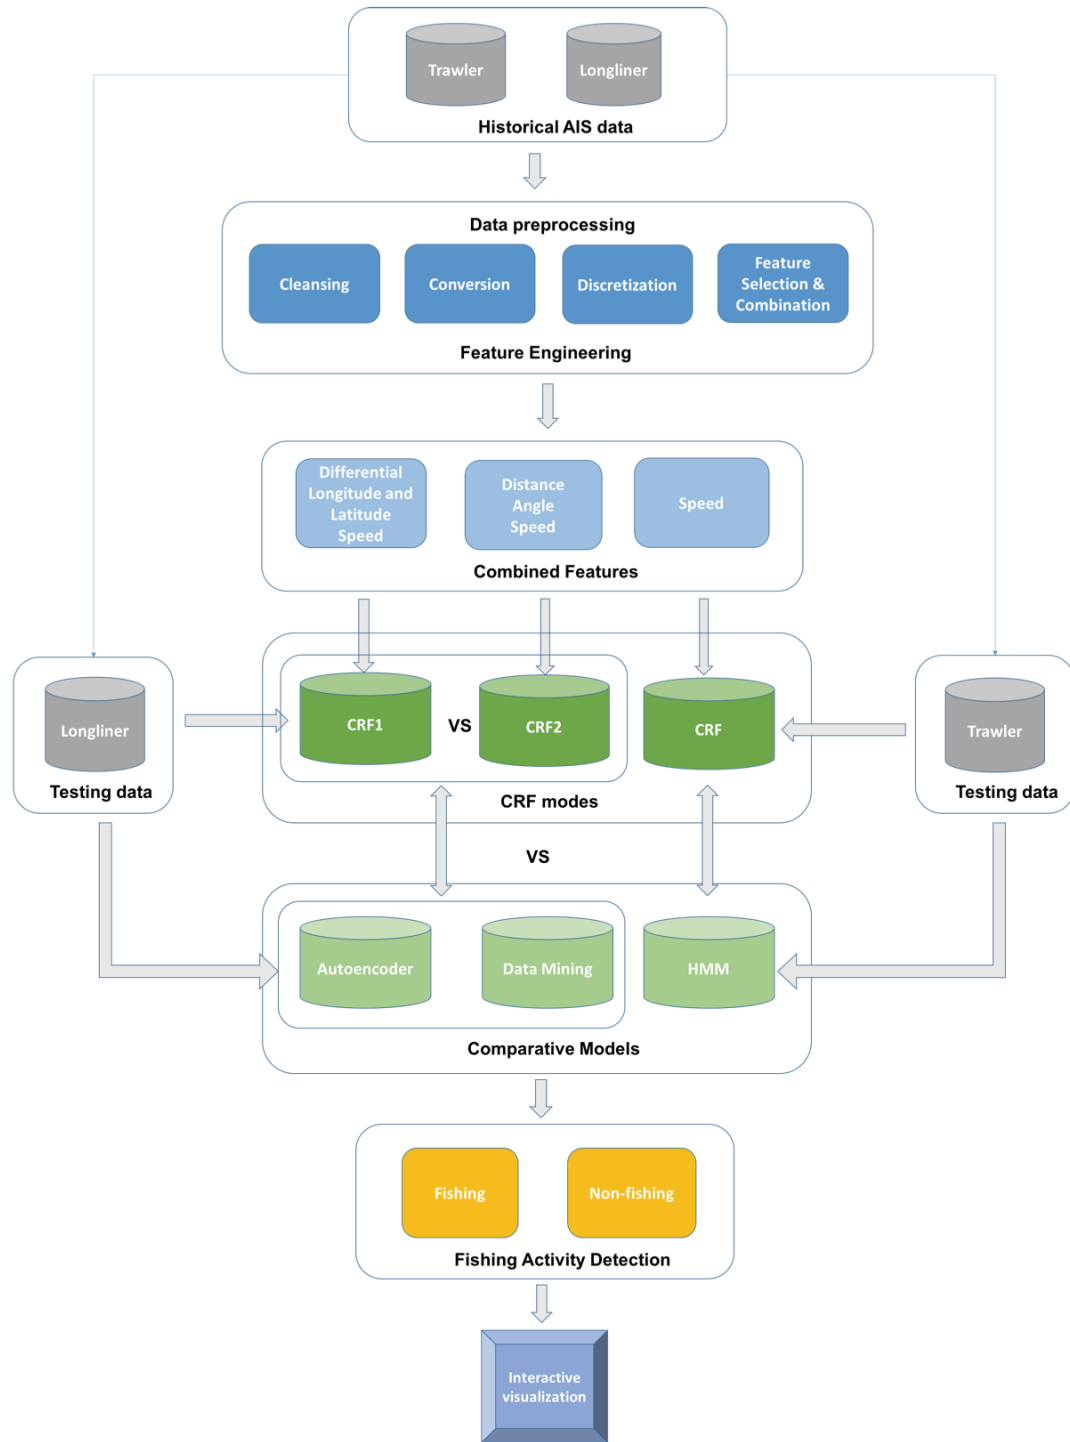 Trawler
Longliner
Historical AIS data
Data preprocessing
Cleansing
Conversion
Discretization
Feature
Selection &
Combination
Feature Engineering
Differential
Longitude and
Latitude
Speed
Distance
Angle
Speed
Speed
Combined Features
Longliner
Testing data
CRF1
VS
CRF2
CRF
CRF modes
Trawler
Testing data
VS
Autoencoder
Data Mining
HMM
Comparative Models
Fishing
Non-fishing
Fishing Activity Detection
Interactive
visualization